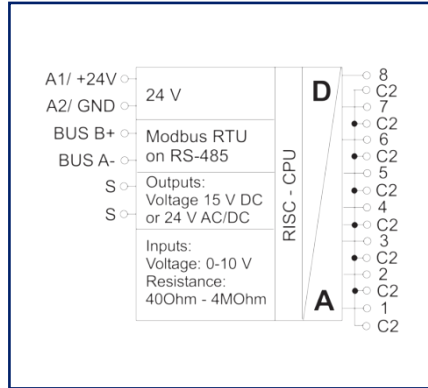 A1/ +24V
A2/ GND
BUS B+
BUS A-
S
S
24 V
Modbus RTU
on RS-485
Outputs:
Voltage 15 V DC
or 24 V AC/DC
Inputs:
Voltage: 0-10 V
Resistance:
40Ohm - 4MOhm
RISC - CPU
D
A
8
C2
7
C2
6
C2
5
C2
4
C2
3
C2
2
C2
1
C2